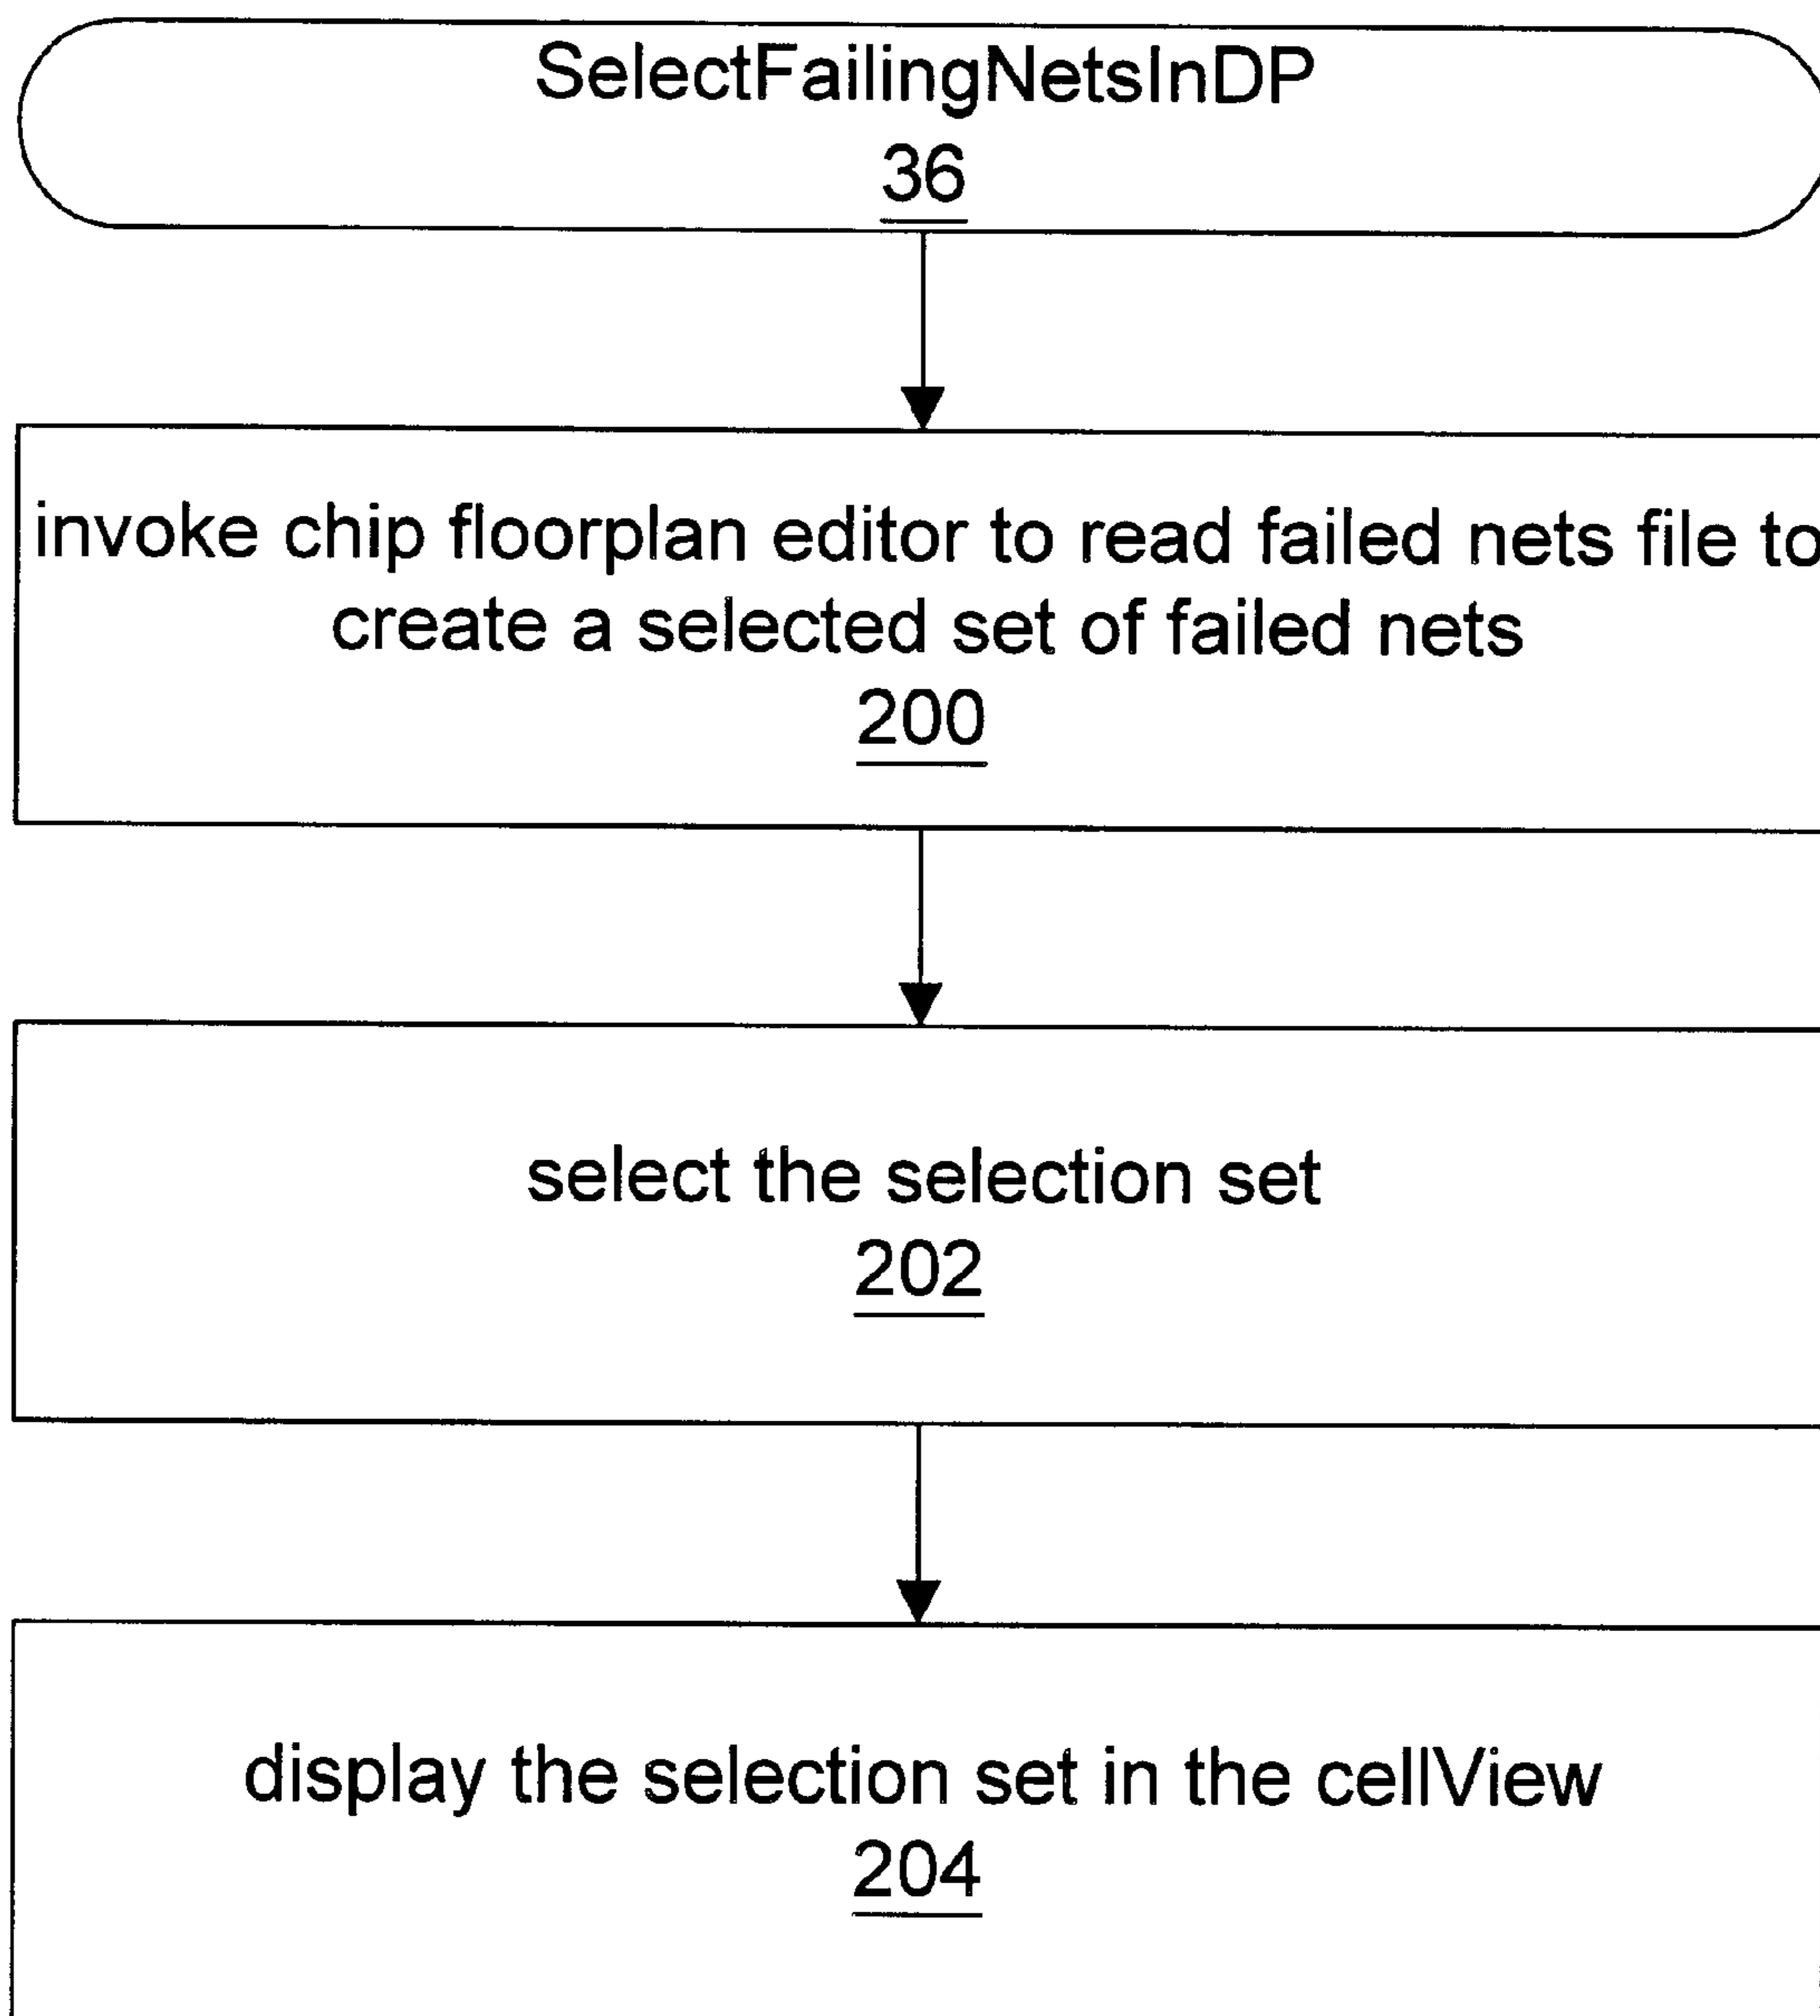 SelectFailingNetsInDP
36
invoke chip floorplan editor to read failed nets file to
create a selected set of failed nets
200
select the selection set
202
display the selection set in the cellView
204